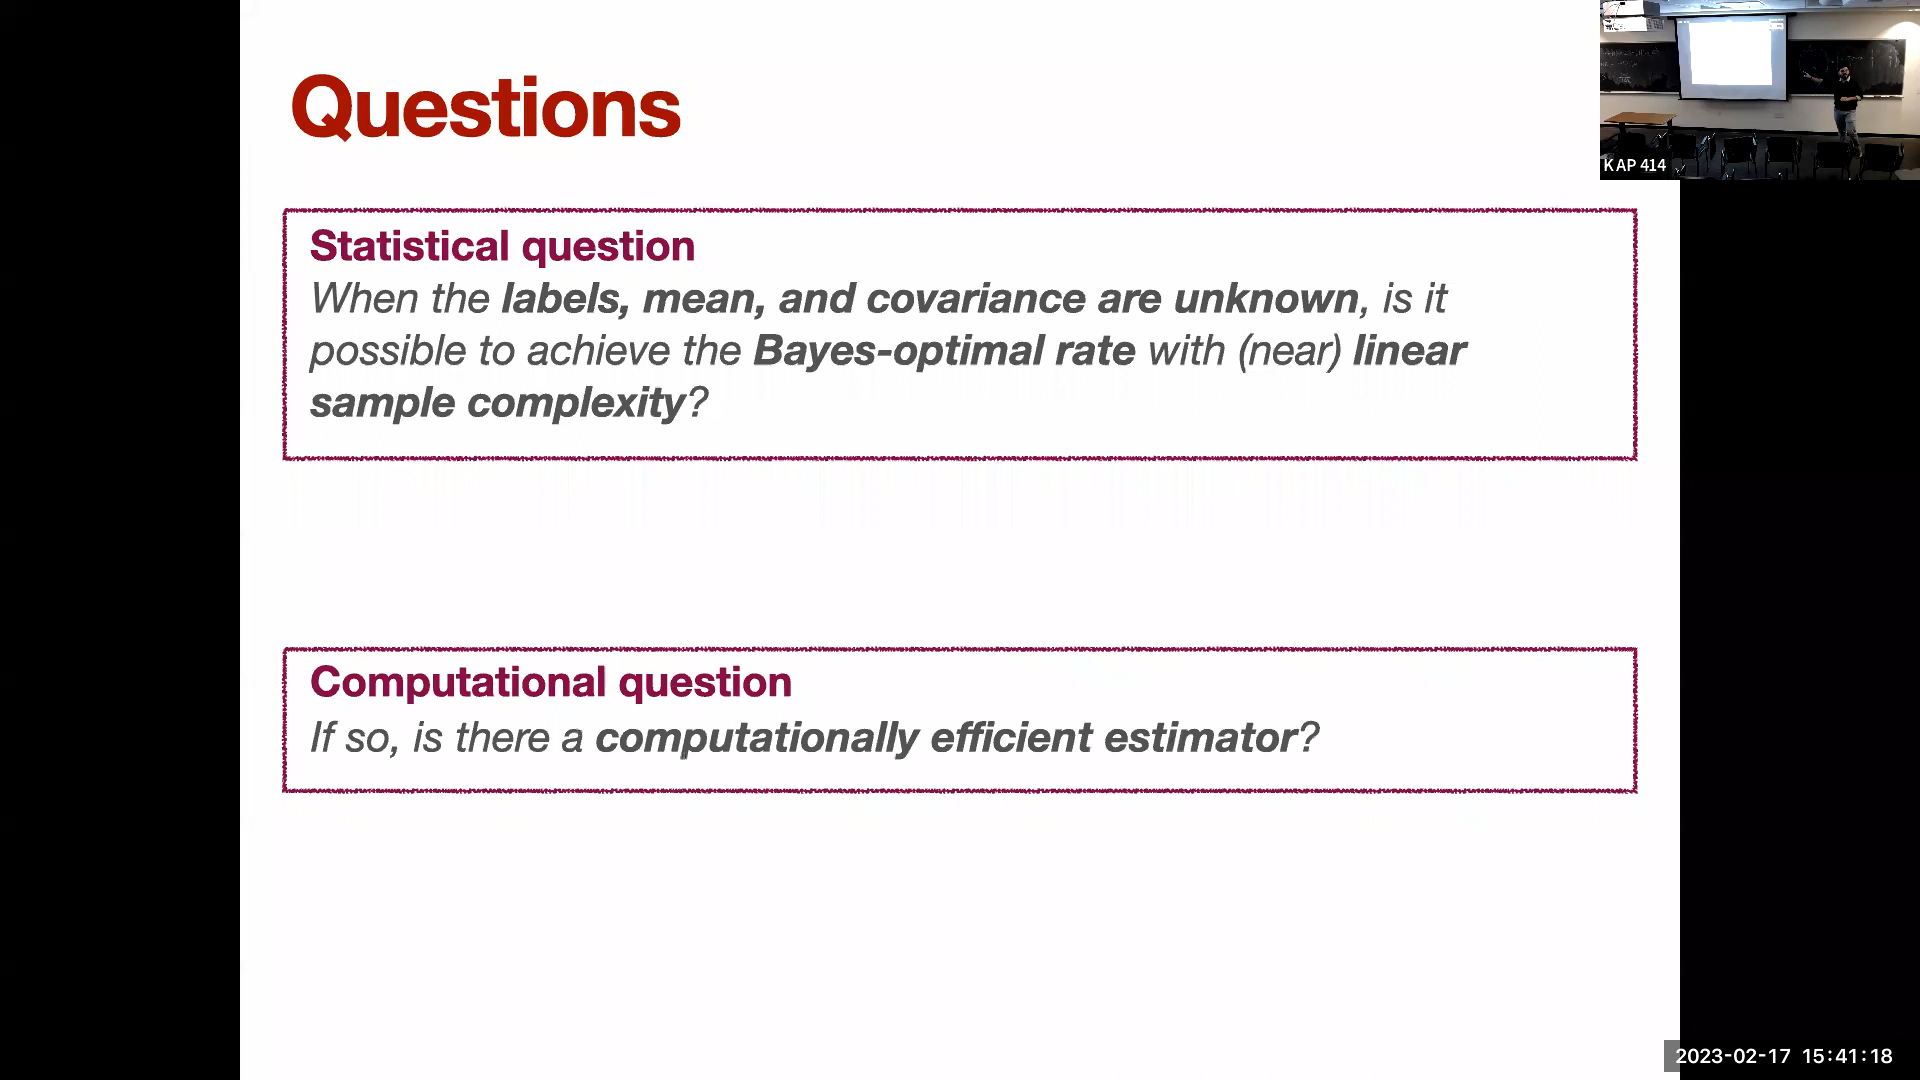 Questions
Statistical question
When the labels, mean, and covariance are unknown, is it
possible to achieve the Bayes-optimal rate with (near) linear
sample complexity?
Computational question
If so, is there a computationally efficient estimator?
KAP 414
2023-02-17 15:41:18